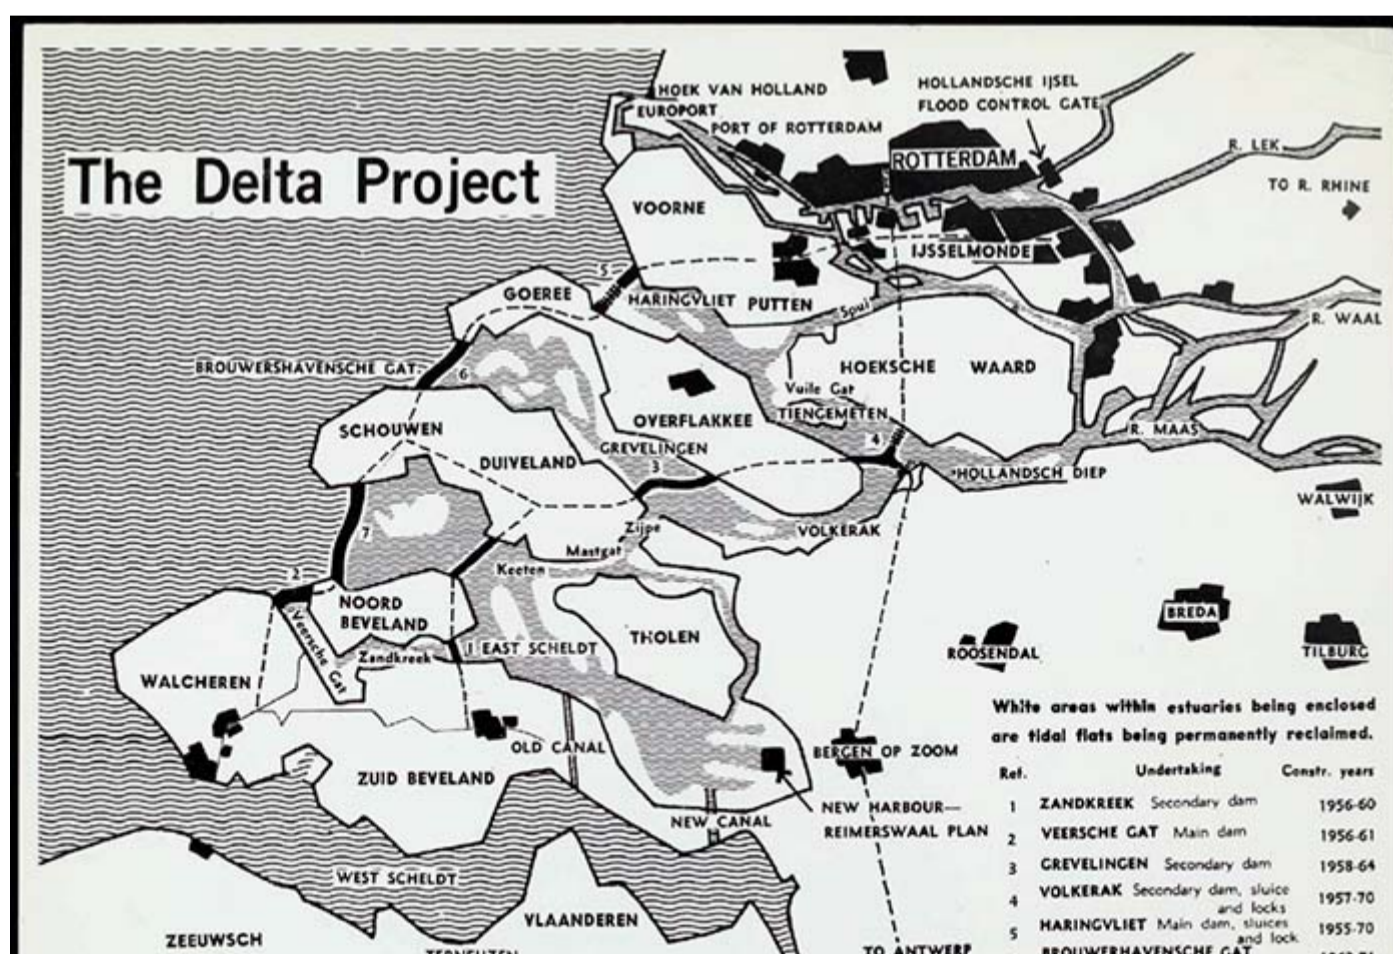 The Delta Project
HOEK VAN HOLLAND
EUROPORT
PORT OF ROTTERDAM
HOLLANDSCHE IJSEL
FLOOD CONTROL GATE
ROTTERDAM
R. LEK
TO R. RHINE
VOORNE
IJSSELMONDE
5
GOEREE
HARINGVLIET
PUTTEN
Spui
R. WAAL
BROUWERSHAVENSCHE GAT
6
HOEKSCHE WAARD
Vuile Gat
TIENGEMETEN
OVERFLAKKEE
SCHOUWEN
R. MAAS
4
GREVELINGEN
3
DUIVELAND
HOLLANDSCH DIEP
WALWIJK
7
Zijpe
VOLKERAK
Mastgat
Keeten
2
NOORD
BEVELAND
Veersche Gat
THOLEN
BREDA
1 EAST SCHELDT
Zandkreek
ROOSENDAL
TILBURG
WALCHEREN
OLD CANAL
BERGEN OP ZOOM
ZUID BEVELAND
NEW HARBOUR—
REIMERSWAAL PLAN
NEW CANAL
WEST SCHELDT
VLAANDEREN
ZEEUWSCH
TERNEUZEN
TO ANTWERP
White areas within estuaries being enclosed
are tidal flats being permanently reclaimed.
Ref. Undertaking Constr. years
1 ZANDKREEK Secondary dam 1956-60
2 VEERSCHE GAT Main dam 1956-61
3 GREVELINGEN Secondary dam 1958-64
4 VOLKERAK Secondary dam, sluice
and locks 1957-70
5 HARINGVLIET Main dam, sluices
and lock 1955-70
BROUWERHAVENSCHE GAT